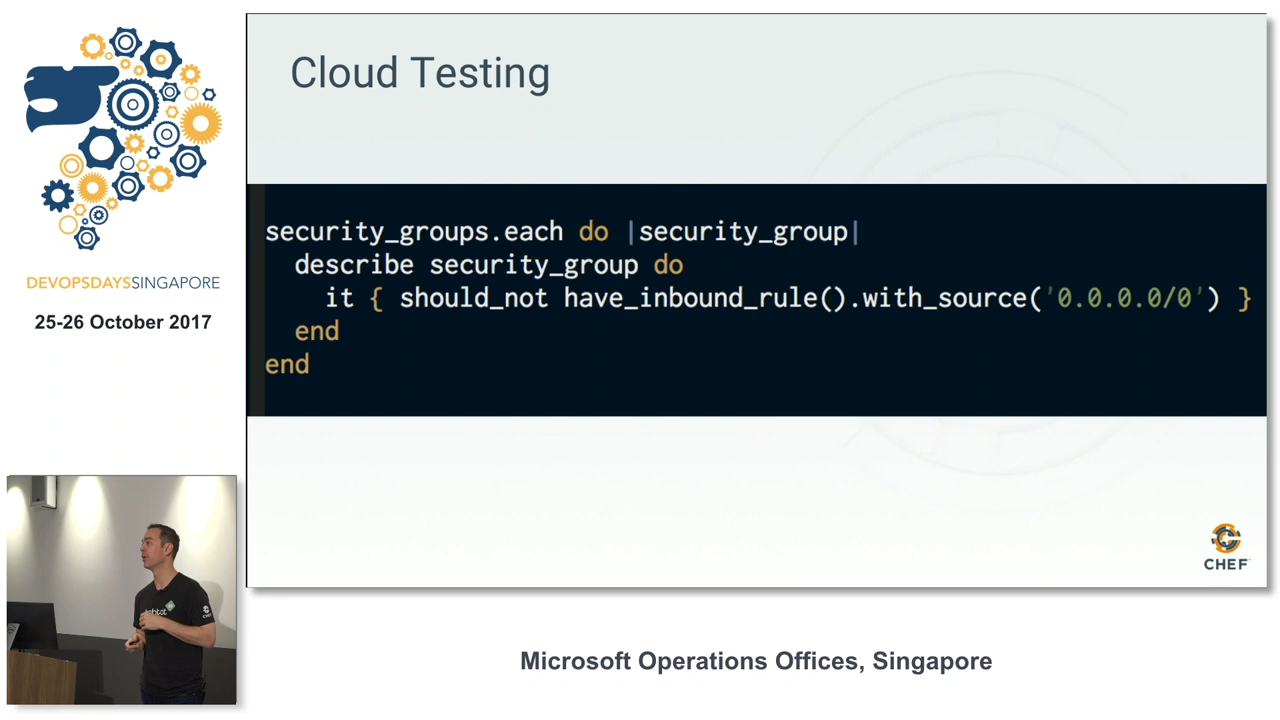 DEVOPSDAYSSINGAPORE
25-26 October 2017
Cloud Testing
security_groups.each do |security_group|
describe security_group do
it { should_not have_inbound_rule().with_source('0.0.0.0/0') }
end
end
CHEF
Microsoft Operations Offices, Singapore